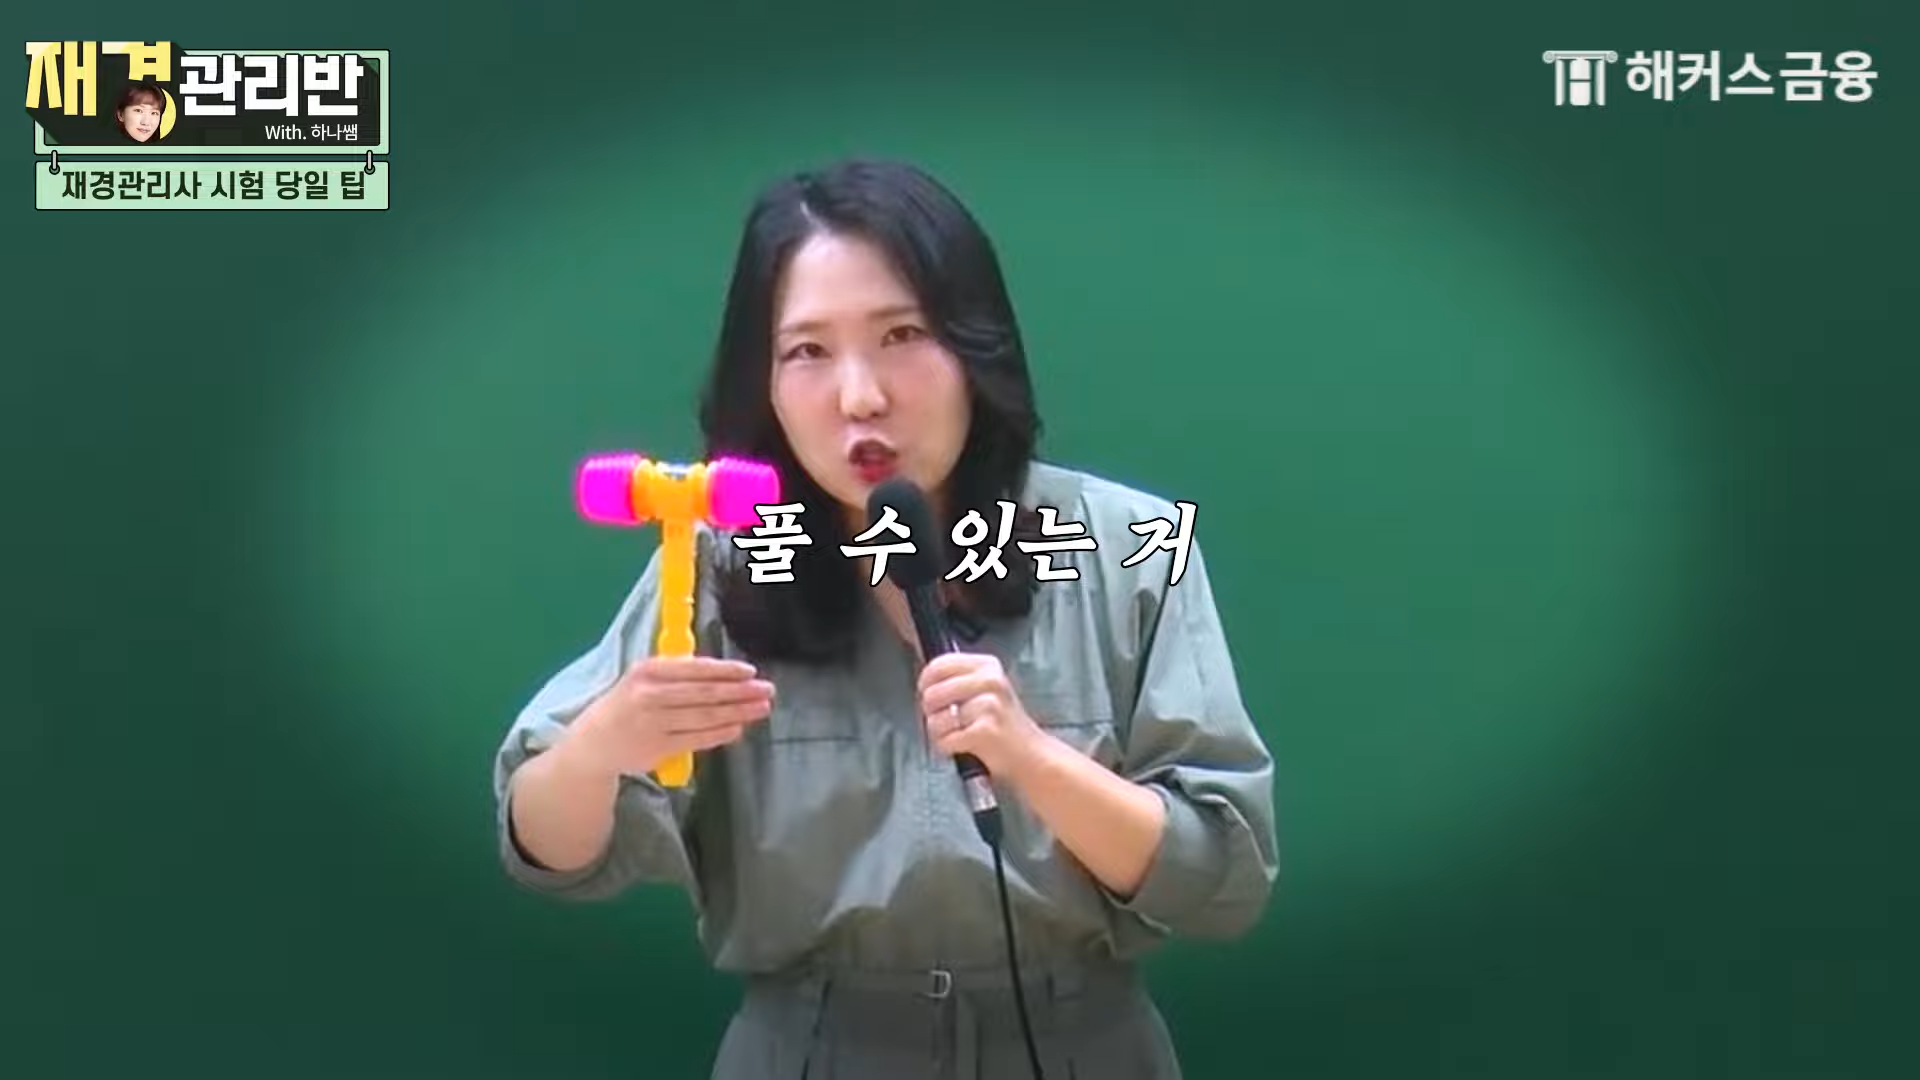 재경관리반
With. 하나쌤
재경관리사 시험 당일 팁
해커스금융
풀 수 있는 거